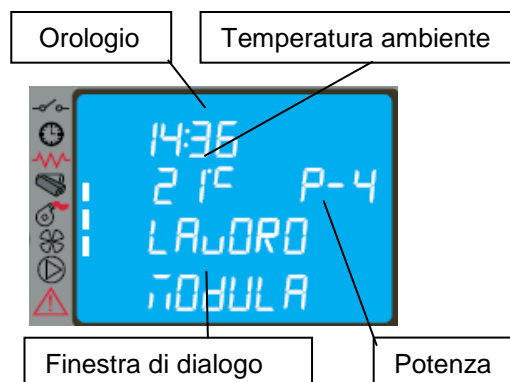 Orologio
Temperatura ambiente
14:36
21°C P-4
LAvORO
MOdULA
Finestra di dialogo
Potenza